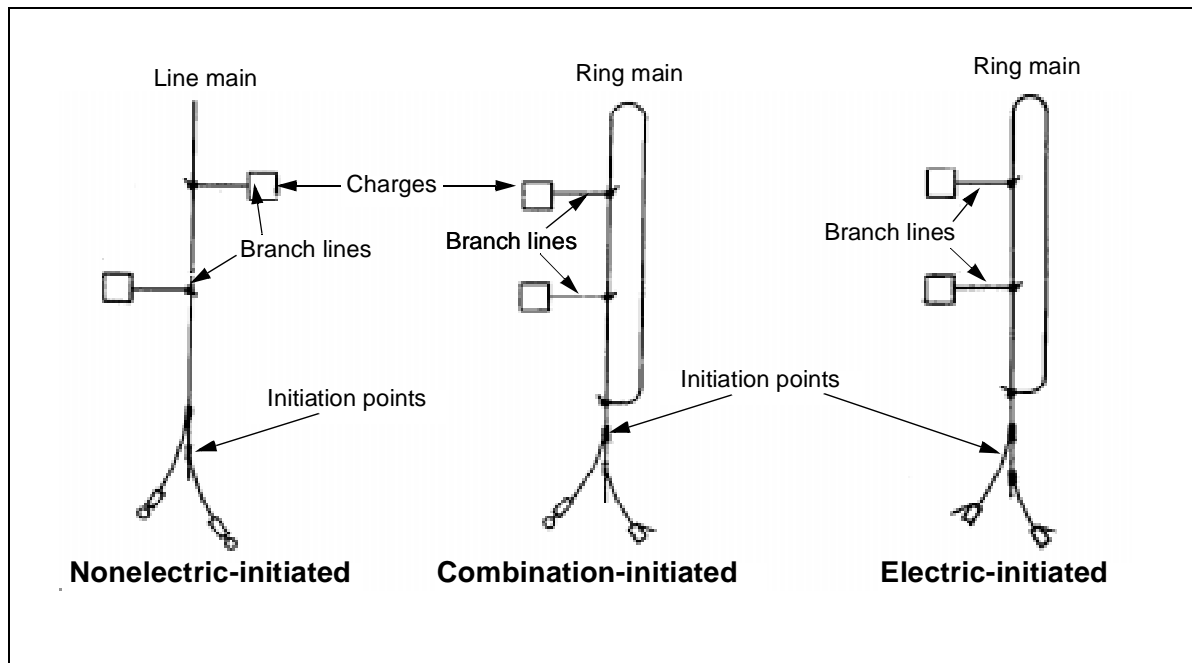 Line main
Ring main
Ring main
Charges
Branch lines
Branch lines
Branch lines
Initiation points
Initiation points
Nonelectric-initiated
Combination-initiated
Electric-initiated